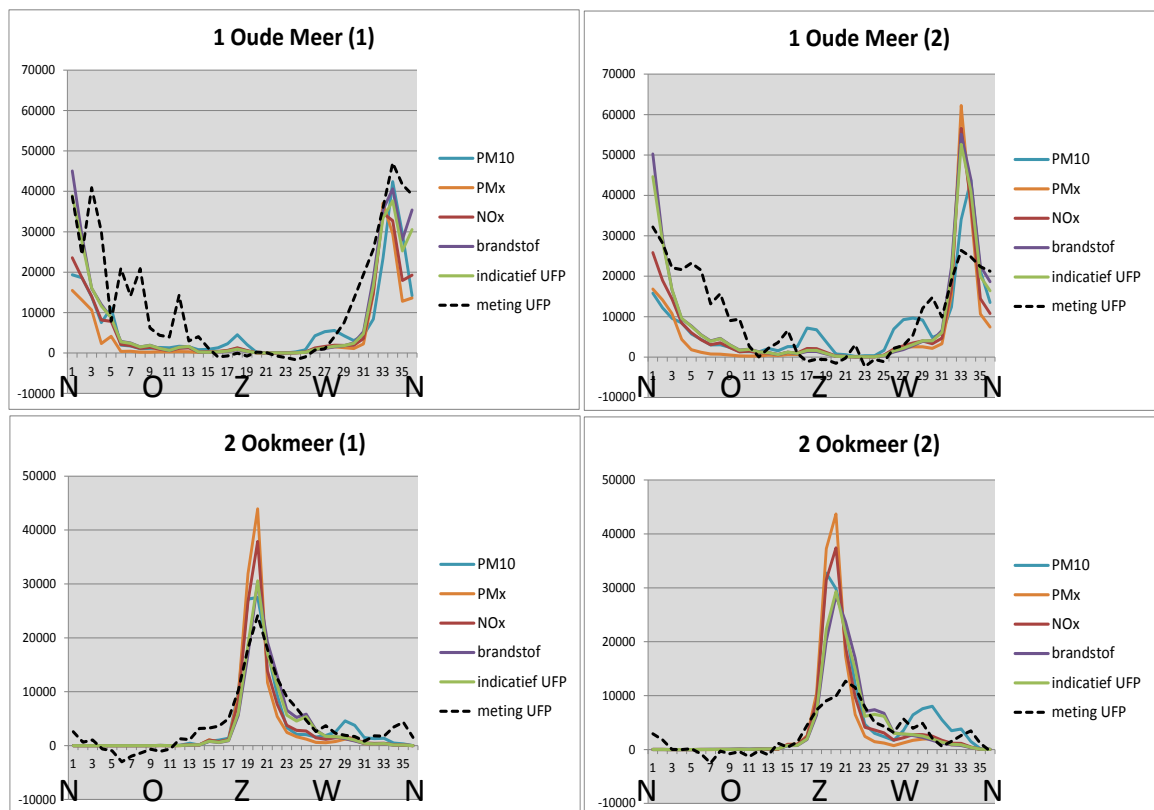 1 Oude Meer (1)
70000
60000
50000
40000
30000
20000
10000
0
-10000
1 3 5 7 9 11 13 15 17 19 21 23 25 27 29 31 33 35
N O Z W N
PM10
PMx
NOx
brandstof
indicatief UFP
meting UFP
1 Oude Meer (2)
70000
60000
50000
40000
30000
20000
10000
0
-10000
1 3 5 7 9 11 13 15 17 19 21 23 25 27 29 31 33 35
N O Z W N
PM10
PMx
NOx
brandstof
indicatief UFP
meting UFP
2 Ookmeer (1)
50000
40000
30000
20000
10000
0
-10000
1 3 5 7 9 11 13 15 17 19 21 23 25 27 29 31 33 35
N O Z W N
PM10
PMx
NOx
brandstof
indicatief UFP
meting UFP
2 Ookmeer (2)
50000
40000
30000
20000
10000
0
-10000
1 3 5 7 9 11 13 15 17 19 21 23 25 27 29 31 33 35
N O Z W N
PM10
PMx
NOx
brandstof
indicatief UFP
meting UFP